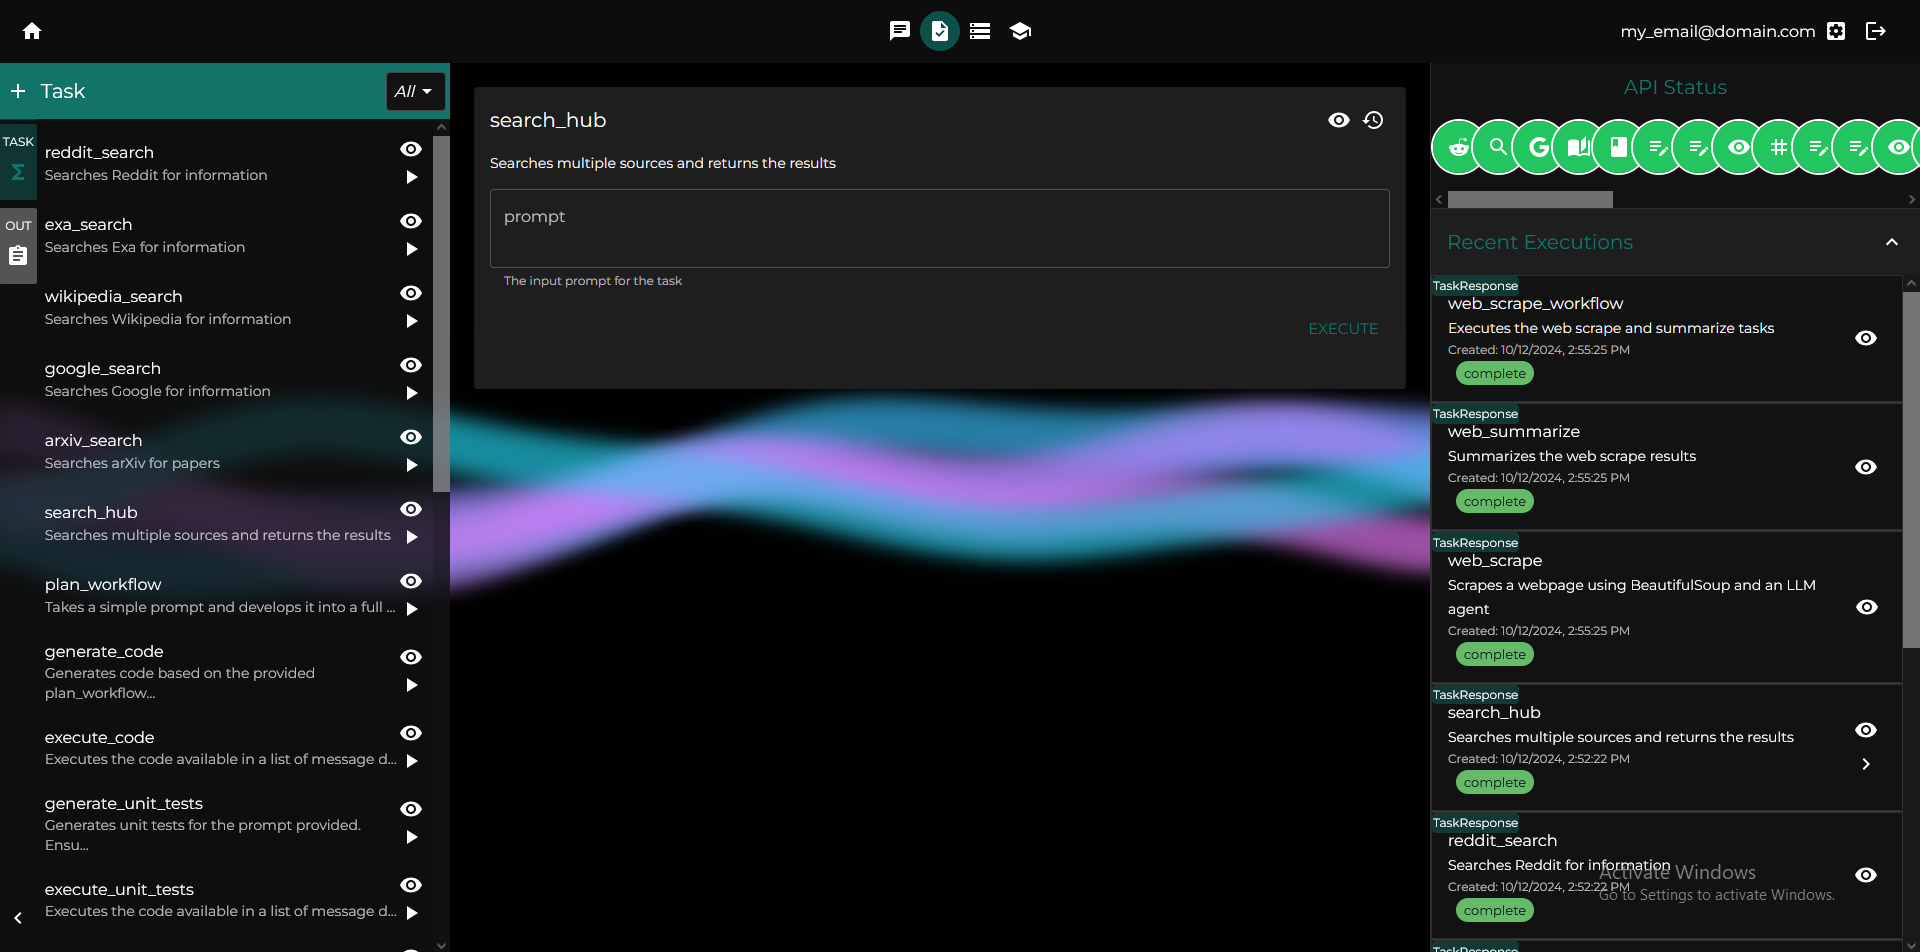 my_email@domain.com
Task
All
TASK
OUT
reddit_search
Searches Reddit for information
exa_search
Searches Exa for information
wikipedia_search
Searches Wikipedia for information
google_search
Searches Google for information
arxiv_search
Searches arXiv for papers
search_hub
Searches multiple sources and returns the results
plan_workflow
Takes a simple prompt and develops it into a full ...
generate_code
Generates code based on the provided
plan_workflow...
execute_code
Executes the code available in a list of message d...
generate_unit_tests
Generates unit tests for the prompt provided.
Ensu...
execute_unit_tests
Executes the code available in a list of message d...
search_hub
Searches multiple sources and returns the results
prompt
The input prompt for the task
EXECUTE
API Status
Recent Executions
TaskResponse
web_scrape_workflow
Executes the web scrape and summarize tasks
Created: 10/12/2024, 2:55:25 PM
complete
TaskResponse
web_summarize
Summarizes the web scrape results
Created: 10/12/2024, 2:55:25 PM
complete
TaskResponse
web_scrape
Scrapes a webpage using BeautifulSoup and an LLM
agent
Created: 10/12/2024, 2:55:25 PM
complete
TaskResponse
search_hub
Searches multiple sources and returns the results
Created: 10/12/2024, 2:52:22 PM
complete
TaskResponse
reddit_search
Searches Reddit for information
Created: 10/12/2024, 2:52:22 PM
complete
TaskResponse
Activate Windows
Go to Settings to activate Windows.